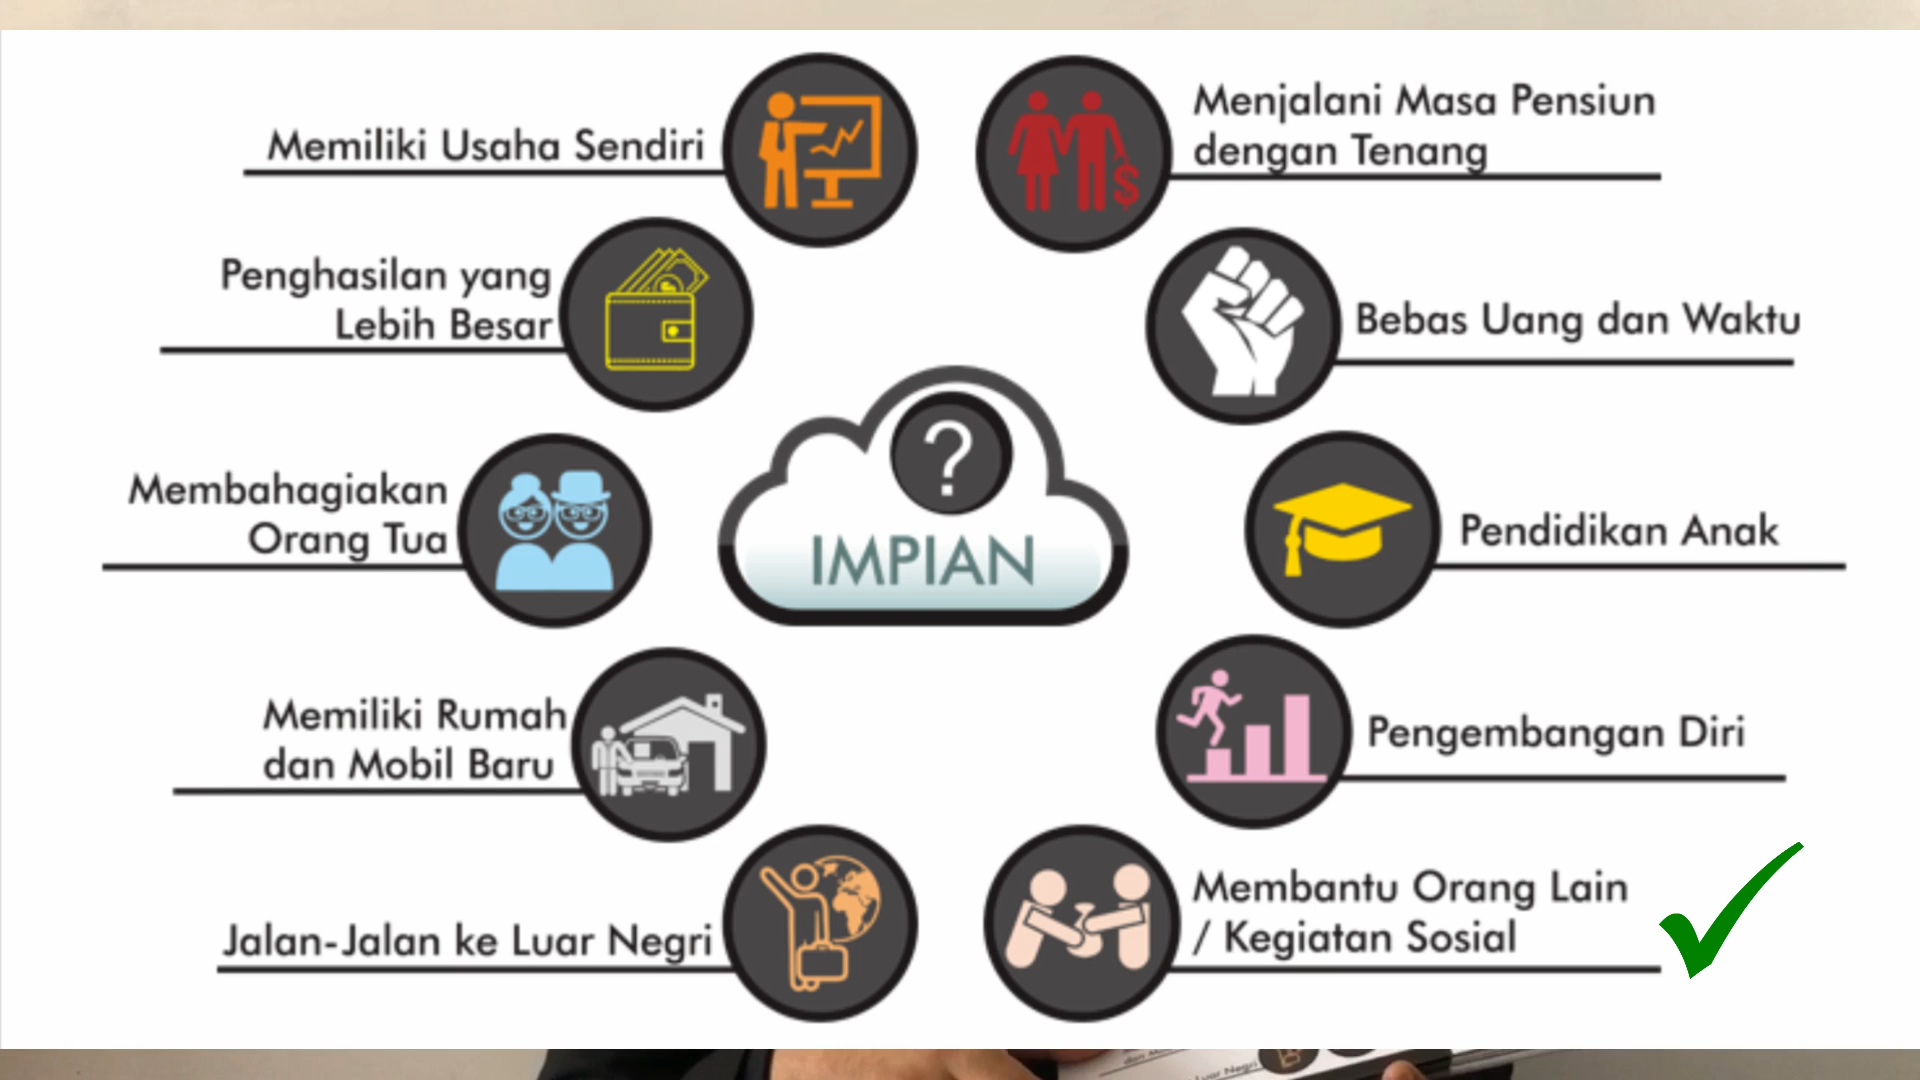 Memiliki Usaha Sendiri
Penghasilan yang
Lebih Besar
Membahagiakan
Orang Tua
Memiliki Rumah
dan Mobil Baru
Jalan-Jalan ke Luar Negri
?
IMPIAN
Menjalani Masa Pensiun
dengan Tenang
$
Bebas Uang dan Waktu
Pendidikan Anak
Pengembangan Diri
Membantu Orang Lain
/ Kegiatan Sosial
Luar Negri